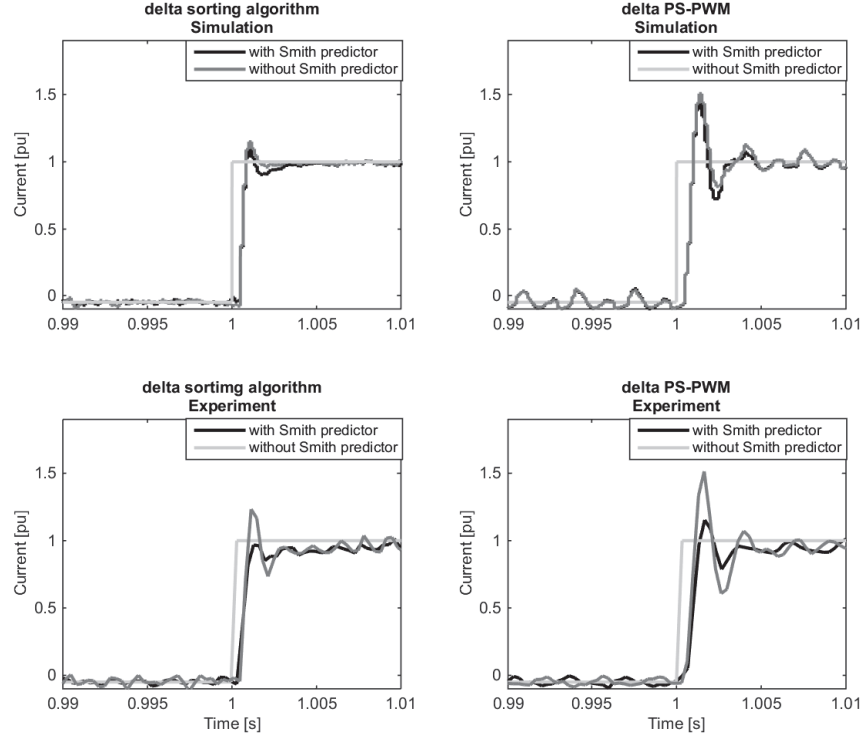 delta sorting algorithm
Simulation
with Smith predictor
without Smith predictor
1.5
1
0.5
0
Current [pu]
0.99
0.995
1
1.005
1.01
delta PS-PWM
Simulation
with Smith predictor
without Smith predictor
1.5
1
0.5
0
Current [pu]
0.99
0.995
1
1.005
1.01
delta sortimg algorithm
Experiment
with Smith predictor
without Smith predictor
1.5
1
0.5
0
Current [pu]
0.99
0.995
1
1.005
1.01
Time [s]
delta PS-PWM
Experiment
with Smith predictor
without Smith predictor
1.5
1
0.5
0
Current [pu]
0.99
0.995
1
1.005
1.01
Time [s]